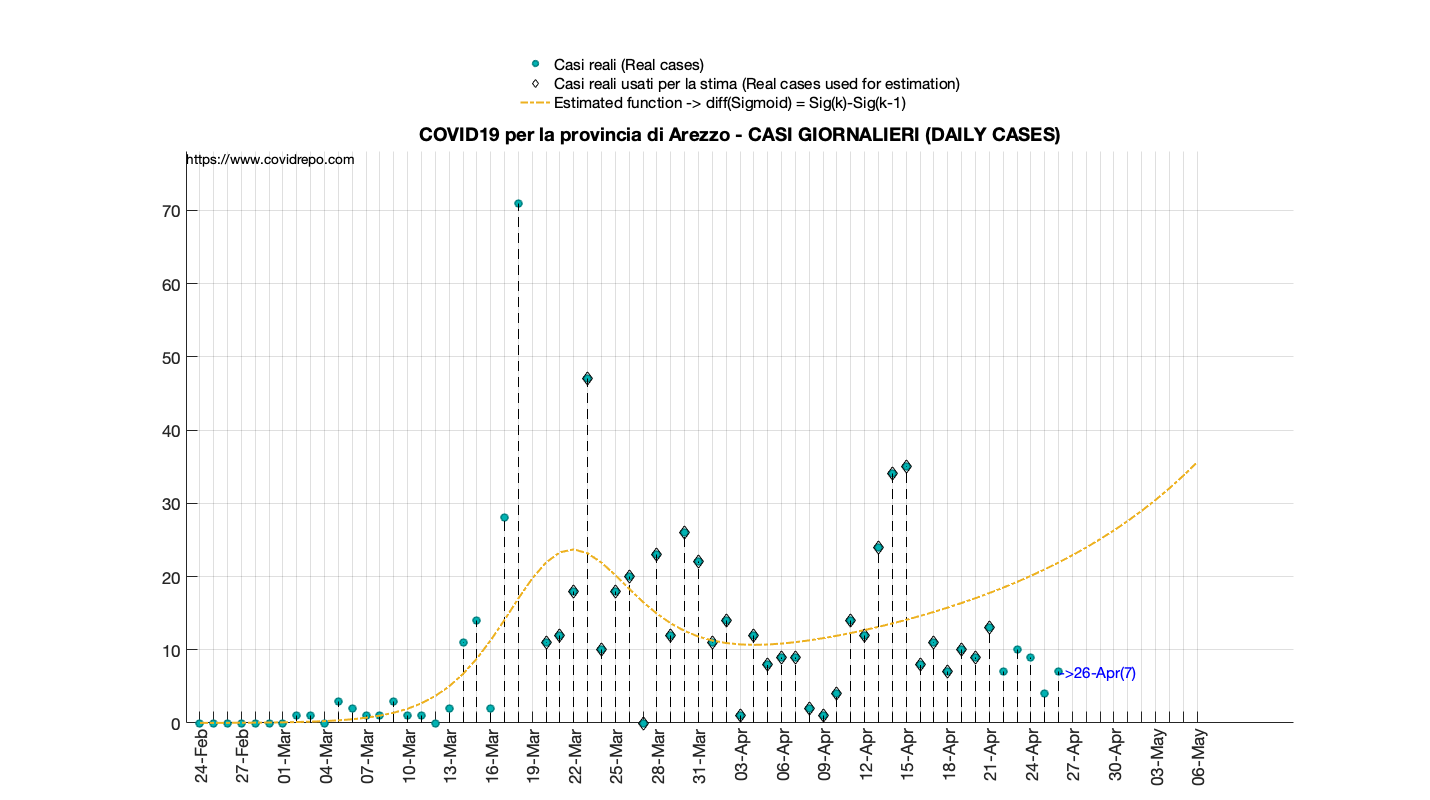 Casi reali (Real cases)
Casi reali usati per la stima (Real cases used for estimation)
Estimated function -> diff(Sigmoid) = Sig(k)-Sig(k-1)
COVID19 per la provincia di Arezzo - CASI GIORNALIERI (DAILY CASES)
https://www.covidrepo.com
70
60
50
40
30
20
10
0
->26-Apr(7)
24-Feb
27-Feb
01-Mar
04-Mar
07-Mar
10-Mar
13-Mar
16-Mar
19-Mar
22-Mar
25-Mar
28-Mar
31-Mar
03-Apr
06-Apr
09-Apr
12-Apr
15-Apr
18-Apr
21-Apr
24-Apr
27-Apr
30-Apr
03-May
06-May